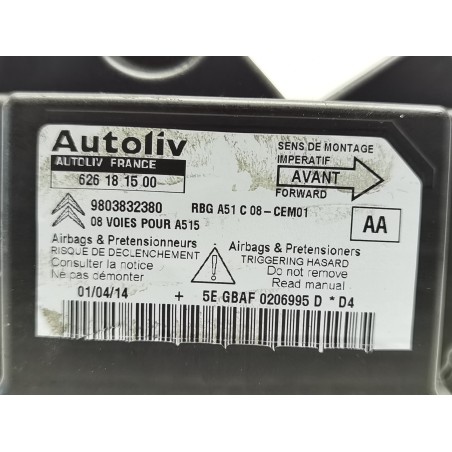 Autoliv
AUTOLIV FRANCE
626 18 15 00
SENS DE MONTAGE
IMPERATIF
AVANT
FORWARD
9803832380
RBG A51 C 08-CEM01
08 VOIES POUR A515
AA
Airbags & Pretensionneurs
RISQUE DE DECLENCHEMENT
Consulter la notice
Ne pas démonter
Airbags & Pretensioners
TRIGGERING HASARD
Do not remove
Read manual
01/04/14 + 5E GBAF 0206995 D * D4